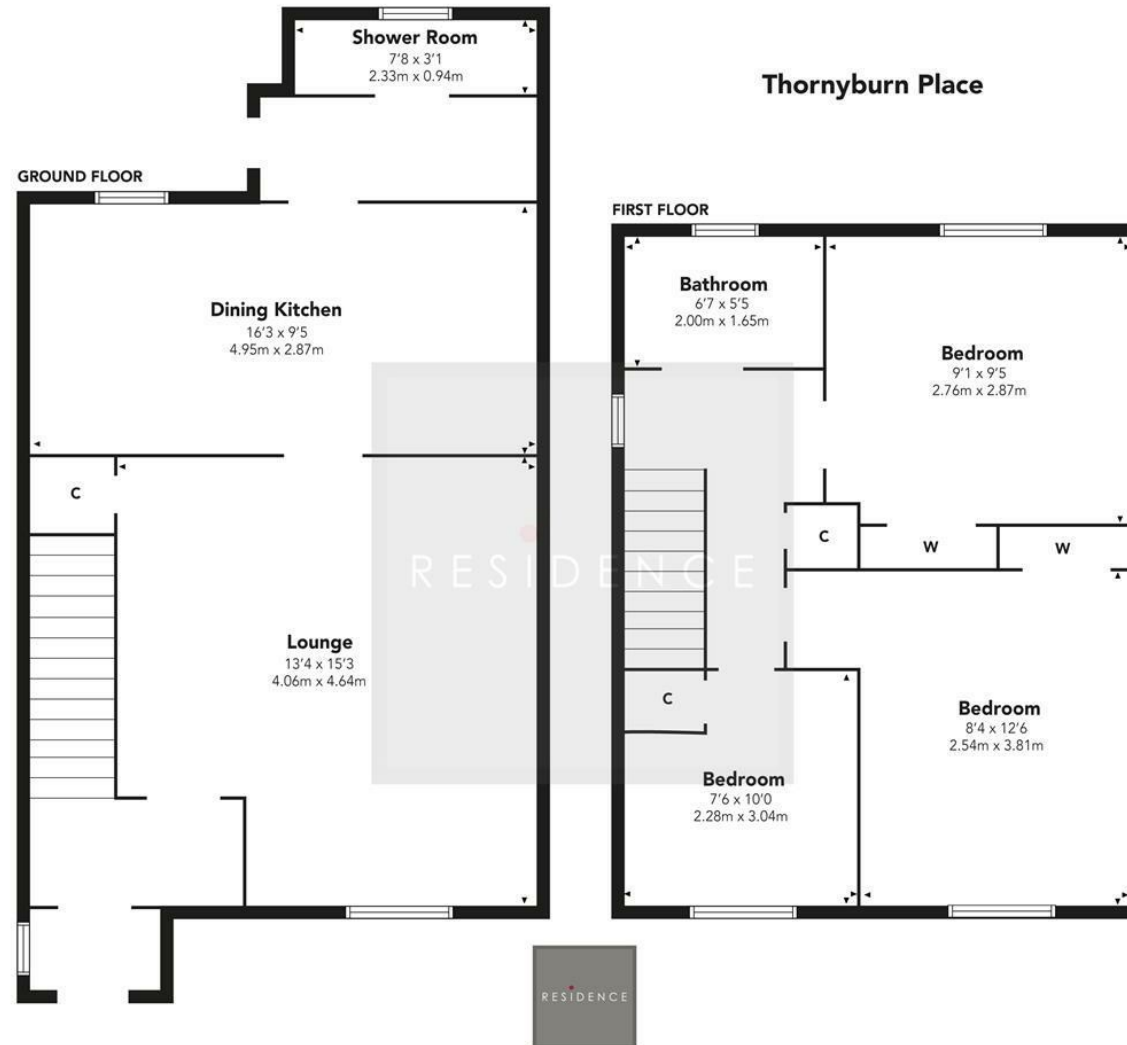 Thornyburn Place
GROUND FLOOR
Shower Room
7'8 x 3'1
2.33m x 0.94m
Dining Kitchen
16'3 x 9'5
4.95m x 2.87m
C
Lounge
13'4 x 15'3
4.06m x 4.64m
FIRST FLOOR
Bathroom
6'7 x 5'5
2.00m x 1.65m
Bedroom
9'1 x 9'5
2.76m x 2.87m
C
W
W
C
Bedroom
8'4 x 12'6
2.54m x 3.81m
Bedroom
7'6 x 10'0
2.28m x 3.04m
RESIDENCE
RESIDENCE